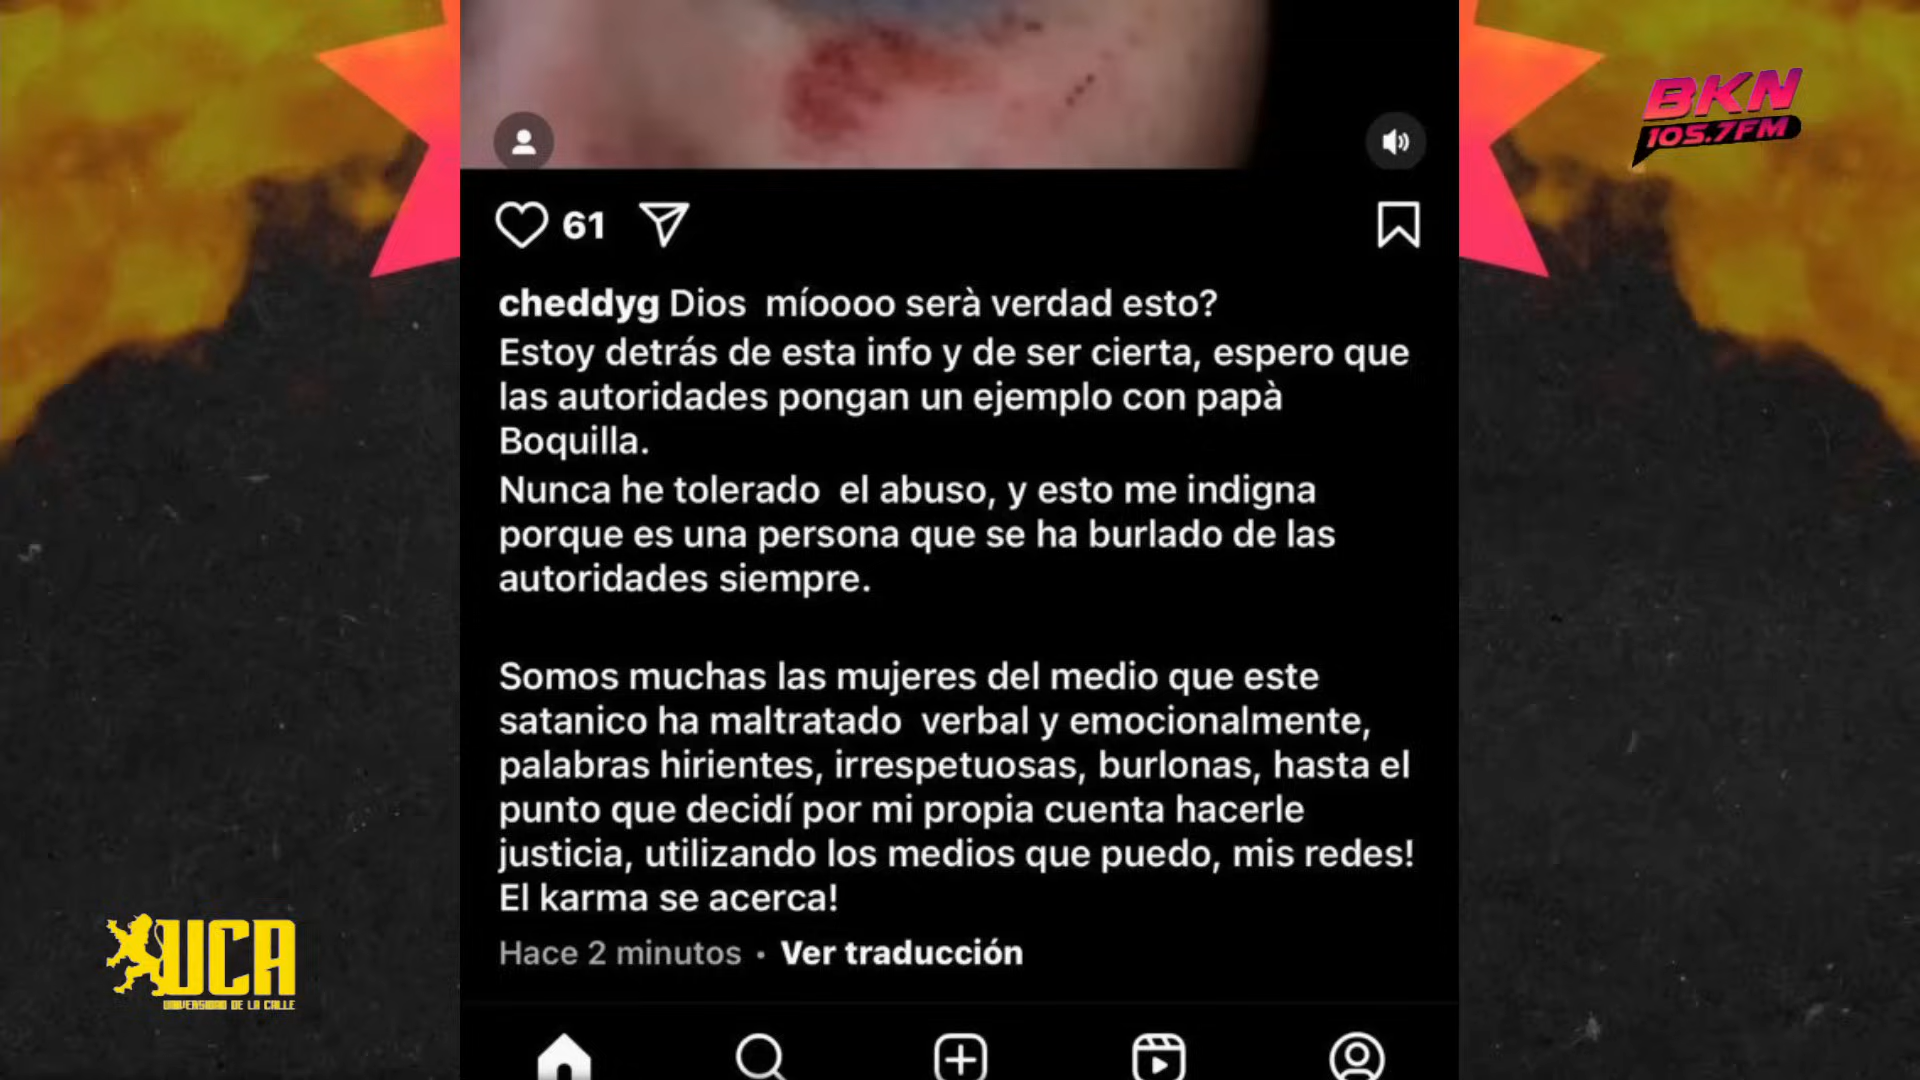 BKN
105.7FM
61
cheddyg Dios míoooo serà verdad esto?
Estoy detrás de esta info y de ser cierta, espero que
las autoridades pongan un ejemplo con papà
Boquilla.
Nunca he tolerado el abuso, y esto me indigna
porque es una persona que se ha burlado de las
autoridades siempre.
Somos muchas las mujeres del medio que este
satanico ha maltratado verbal y emocionalmente,
palabras hirientes, irrespetuosas, burlonas, hasta el
punto que decidí por mi propia cuenta hacerle
justicia, utilizando los medios que puedo, mis redes!
El karma se acerca!
Hace 2 minutos • Ver traducción
UCA
UNIVERSIDAD DE LA CALLE